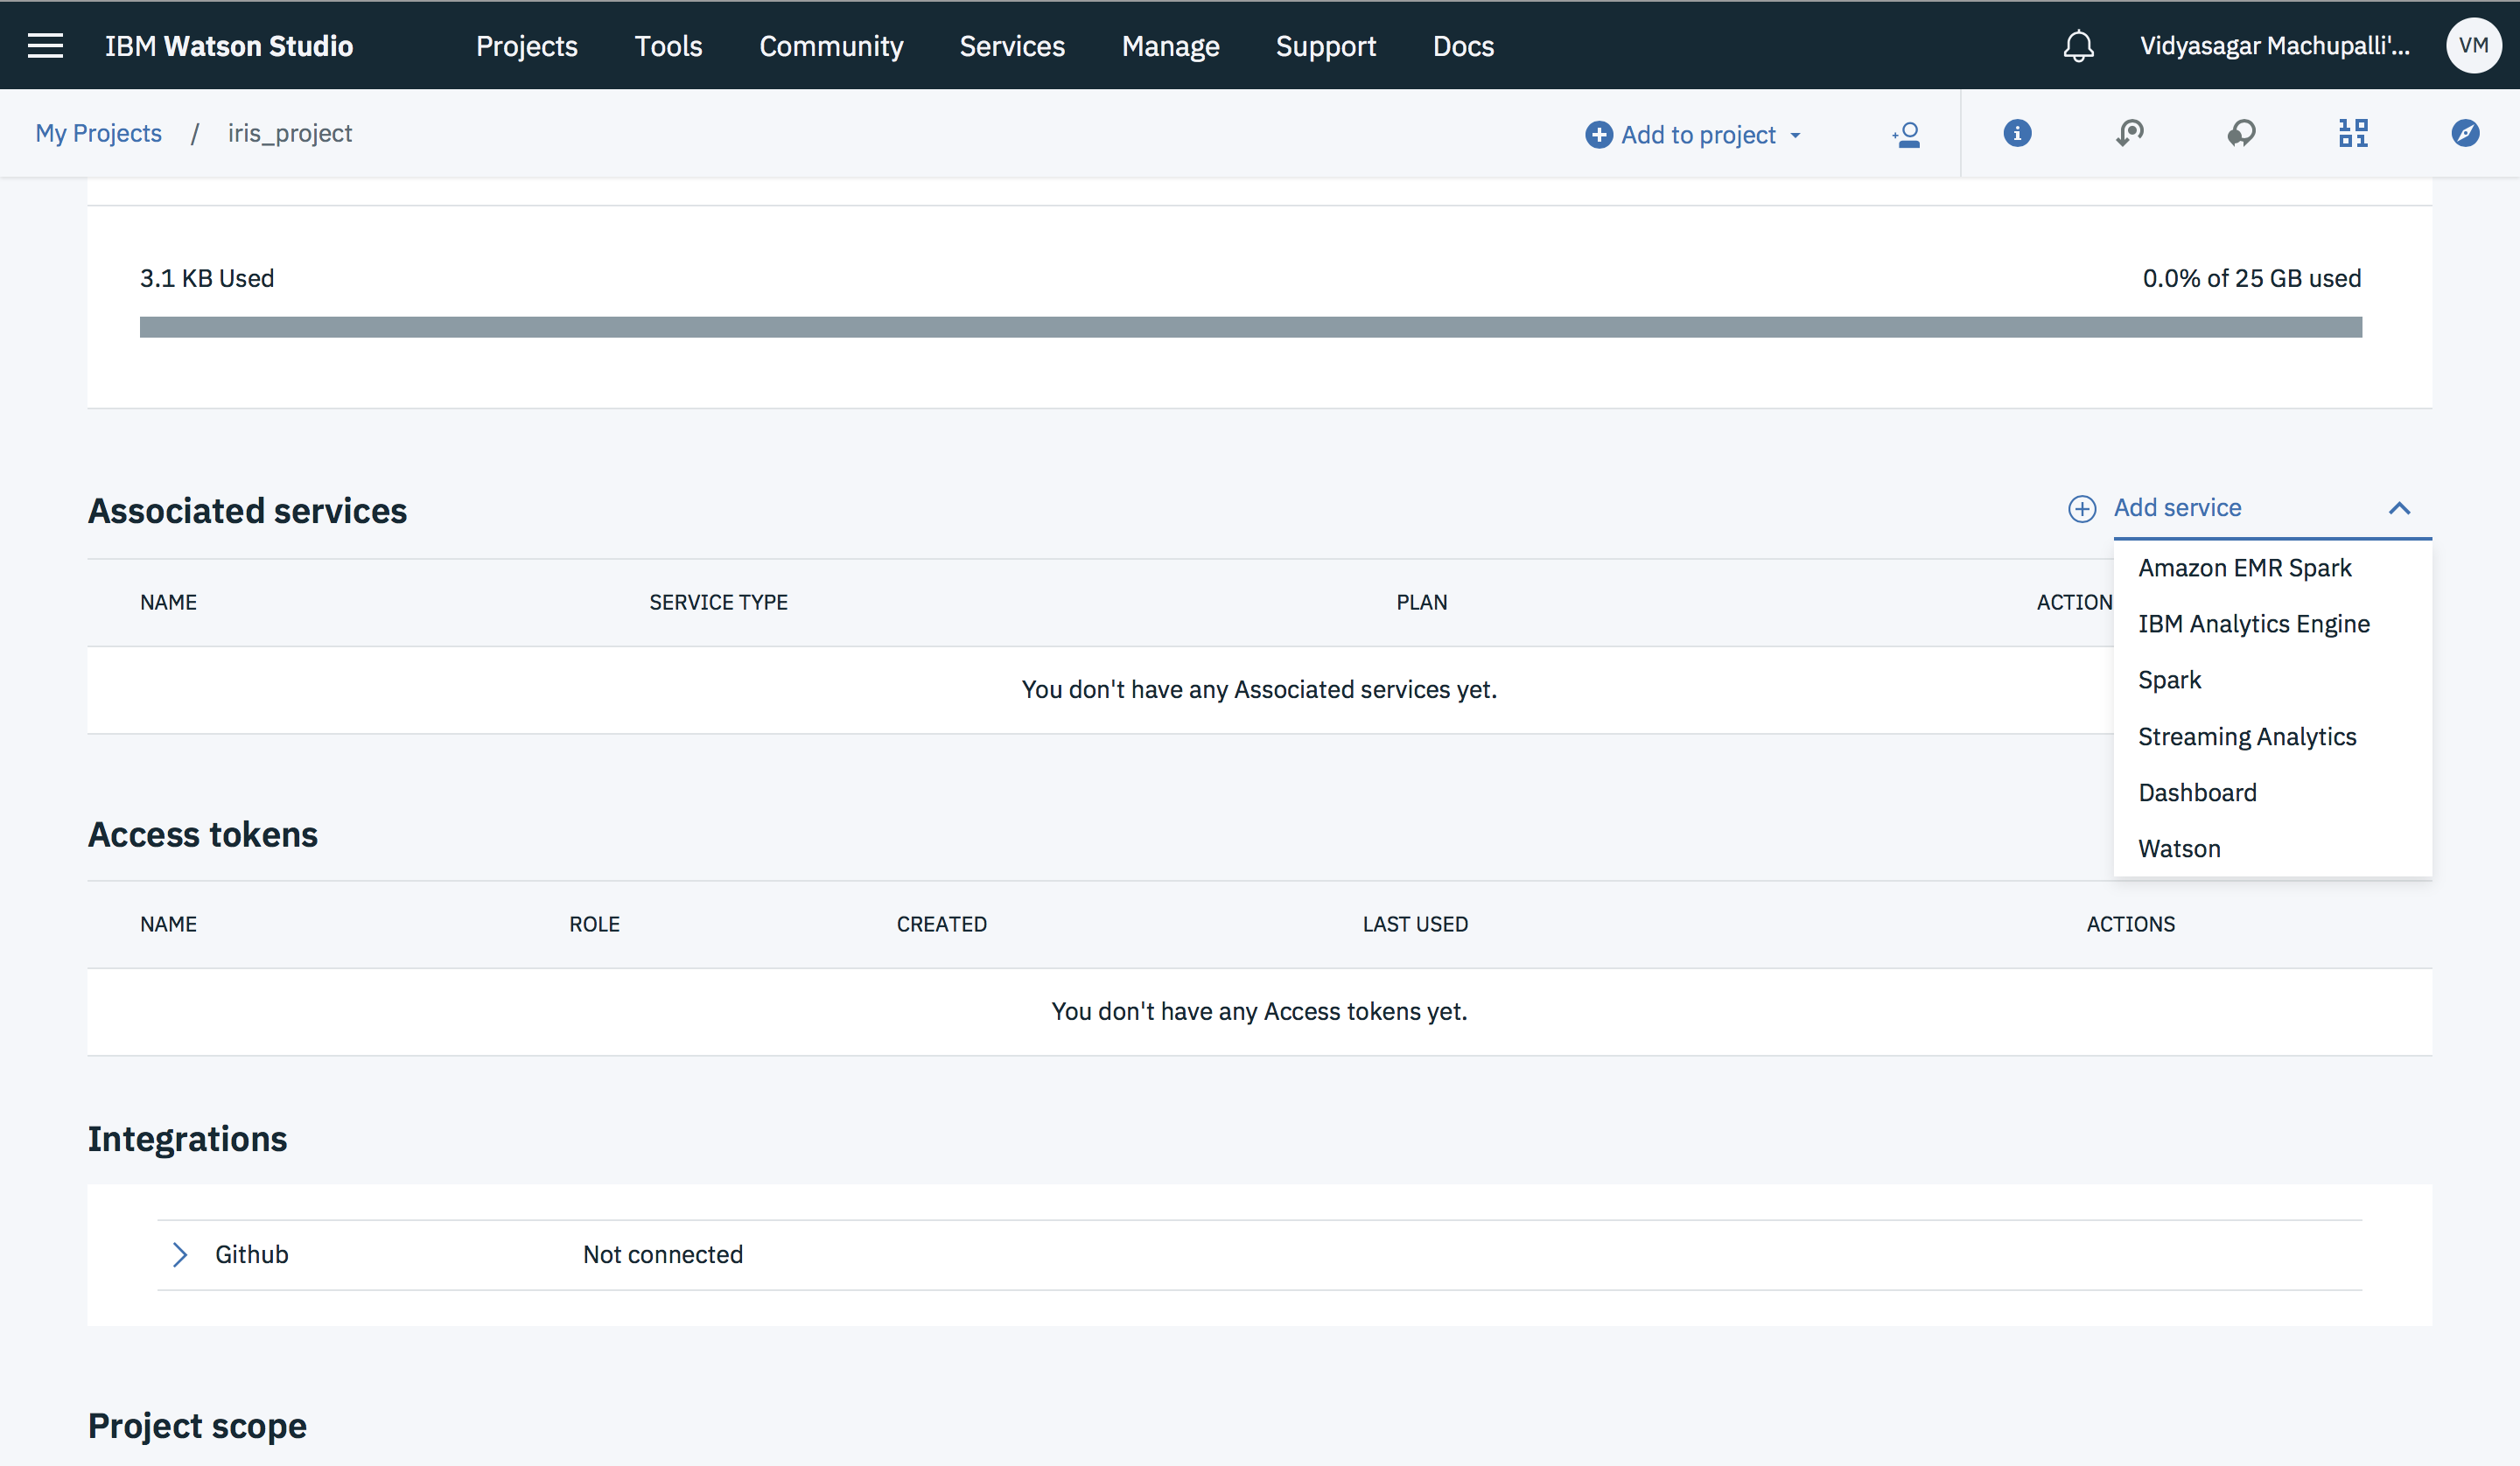 IBM Watson Studio Projects Tools Community Services Manage Support Docs Vidyasagar Machupalli'... VM
My Projects / iris_project Add to project
3.1 KB Used 0.0% of 25 GB used
Associated services Add service
Amazon EMR Spark
NAME SERVICE TYPE PLAN ACTION
IBM Analytics Engine
Spark
You don't have any Associated services yet.
Streaming Analytics
Dashboard
Access tokens
Watson
NAME ROLE CREATED LAST USED ACTIONS
You don't have any Access tokens yet.
Integrations
Github Not connected
Project scope